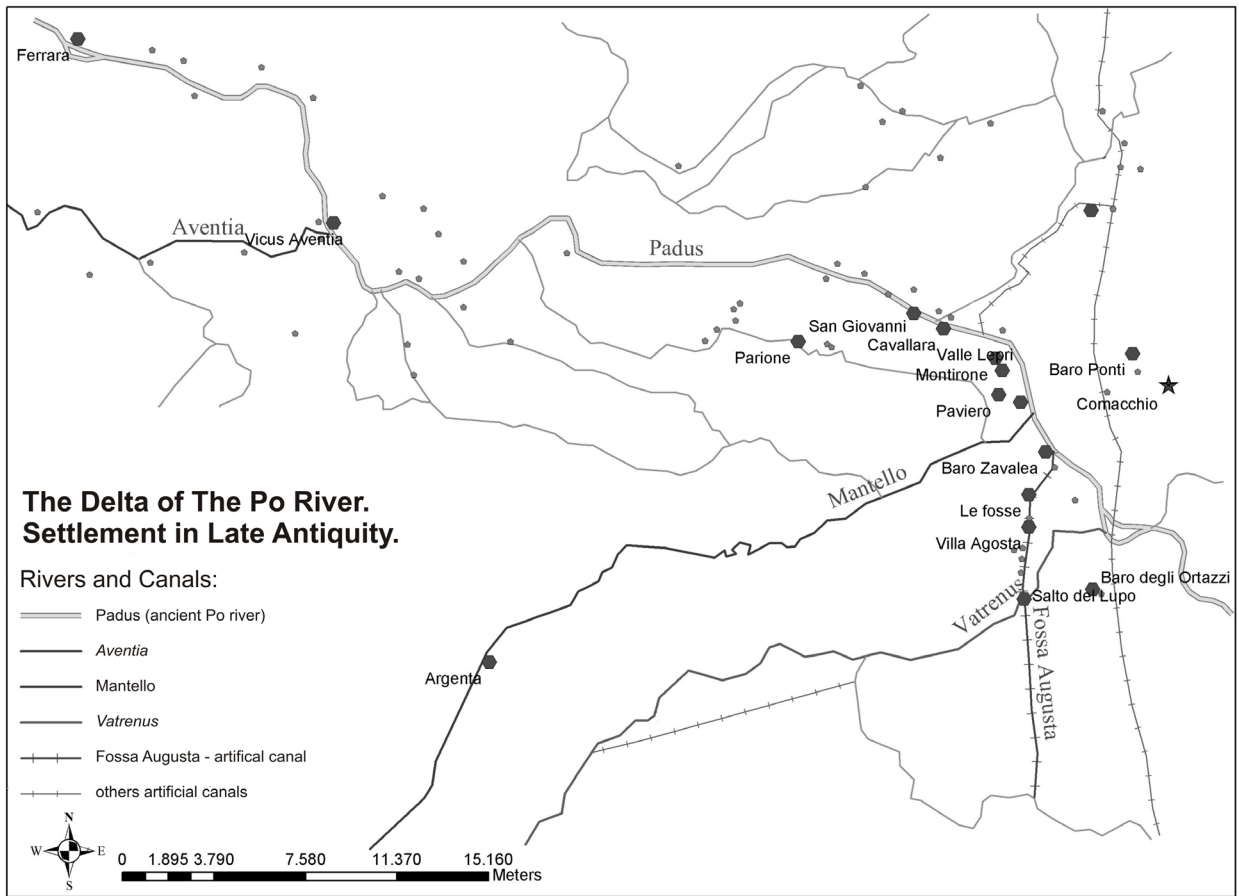 Ferrara
Aventia
Vicus Aventia
Padus
San Giovanni
Cavallara
Parione
Valle Lepri
Montirone
Baro Ponti
Paviero
Comacchio
Baro Zavalea
Mantello
Le fosse
Villa Agosta
Baro degli Ortazzi
Vatrenus
Salto del Lupo
Fossa Augusta
Argenta
The Delta of The Po River.
Settlement in Late Antiquity.
Rivers and Canals:
Padus (ancient Po river)
Aventia
Mantello
Vatrenus
Fossa Augusta - artifical canal
others artificial canals
N
W E
S
0 1.895 3.790 7.580 11.370 15.160
Meters